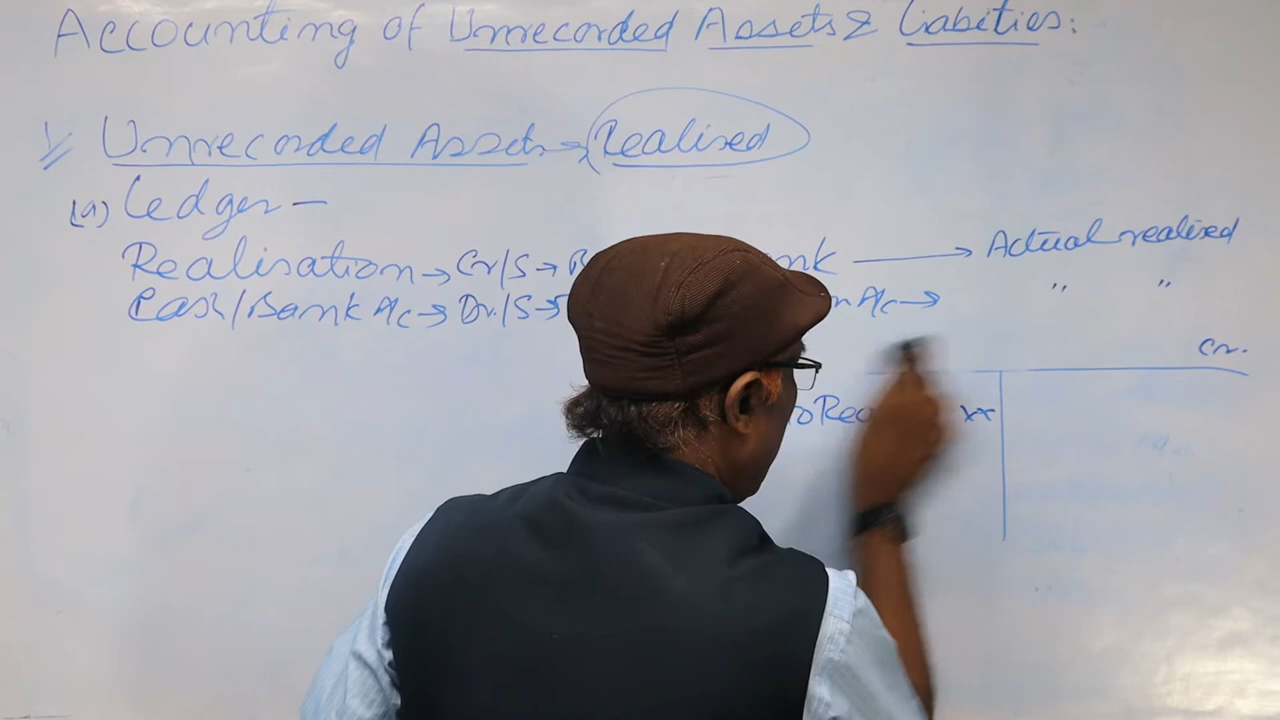 Accounting of Unrecorded Assets & Liabities:
1/ Unrecorded Assets → Realised
(a) Ledger —
Realisation → Cr/S → B nk → Actual realised
Cash/Bank A/c → Dr./S → n A/c → " "
Cr.
To Rea xx